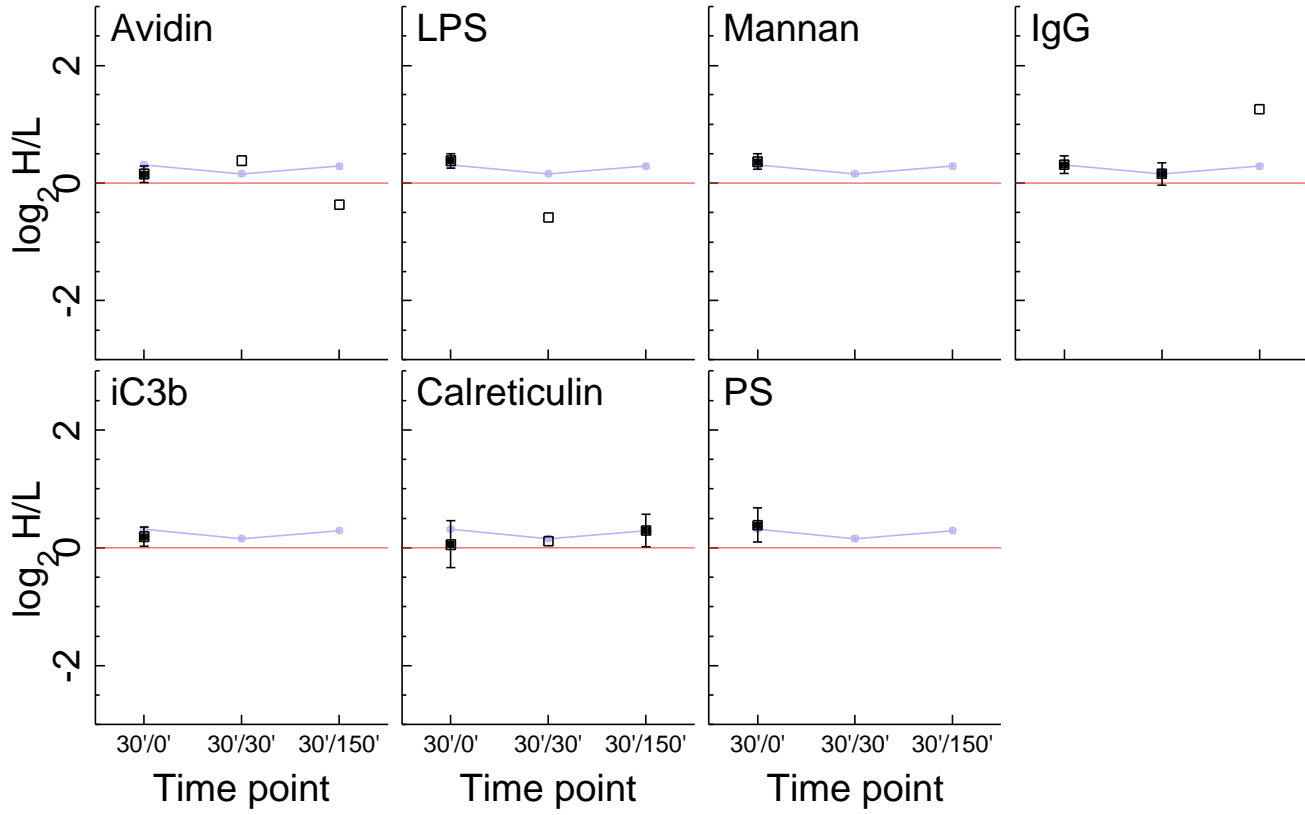 Avidin
LPS
Mannan
IgG
log2 H/L
2
0
-2
iC3b
Calreticulin
PS
log2 H/L
2
0
-2
30'/0' 30'/30' 30'/150'
30'/0' 30'/30' 30'/150'
30'/0' 30'/30' 30'/150'
Time point
Time point
Time point